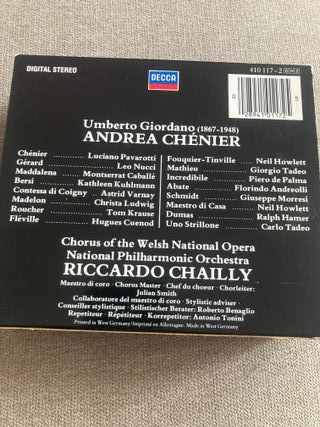 DIGITAL STEREO
DECCA
410 117-2
0
28941 01172
5
Umberto Giordano (1867-1948)
ANDREA CHÉNIER
Chénier ........... Luciano Pavarotti
Gérard ............ Leo Nucci
Maddalena ....... Montserrat Caballé
Bersi ........ Kathleen Kuhlmann
Contessa di Coigny .. Astrid Varnay
Madelon ........... Christa Ludwig
Roucher ............ Tom Krause
Fléville ......... Hugues Cuenod
Fouquier-Tinville .... Neil Howlett
Mathieu ........... Giorgio Tadeo
Incredibile ........ Piero de Palma
Abate ....... Florindo Andreolli
Schmidt ....... Giuseppe Morresi
Maestro di Casa .... Neil Howlett
Dumas ............ Ralph Hamer
Uno Strillone ....... Carlo Tadeo
Chorus of the Welsh National Opera
National Philharmonic Orchestra
RICCARDO CHAILLY
Maestro di coro · Chorus Master · Chef du choeur · Chorleiter:
Julian Smith
Collaboratore del maestro di coro · Stylistic adviser ·
Conseiller stylistique · Stilistischer Berater: Roberto Benaglio
Repetiteur · Répétiteur · Korrepetitor: Antonio Tonini
Printed in West Germany/Imprimé en Allemagne. Made in West Germany